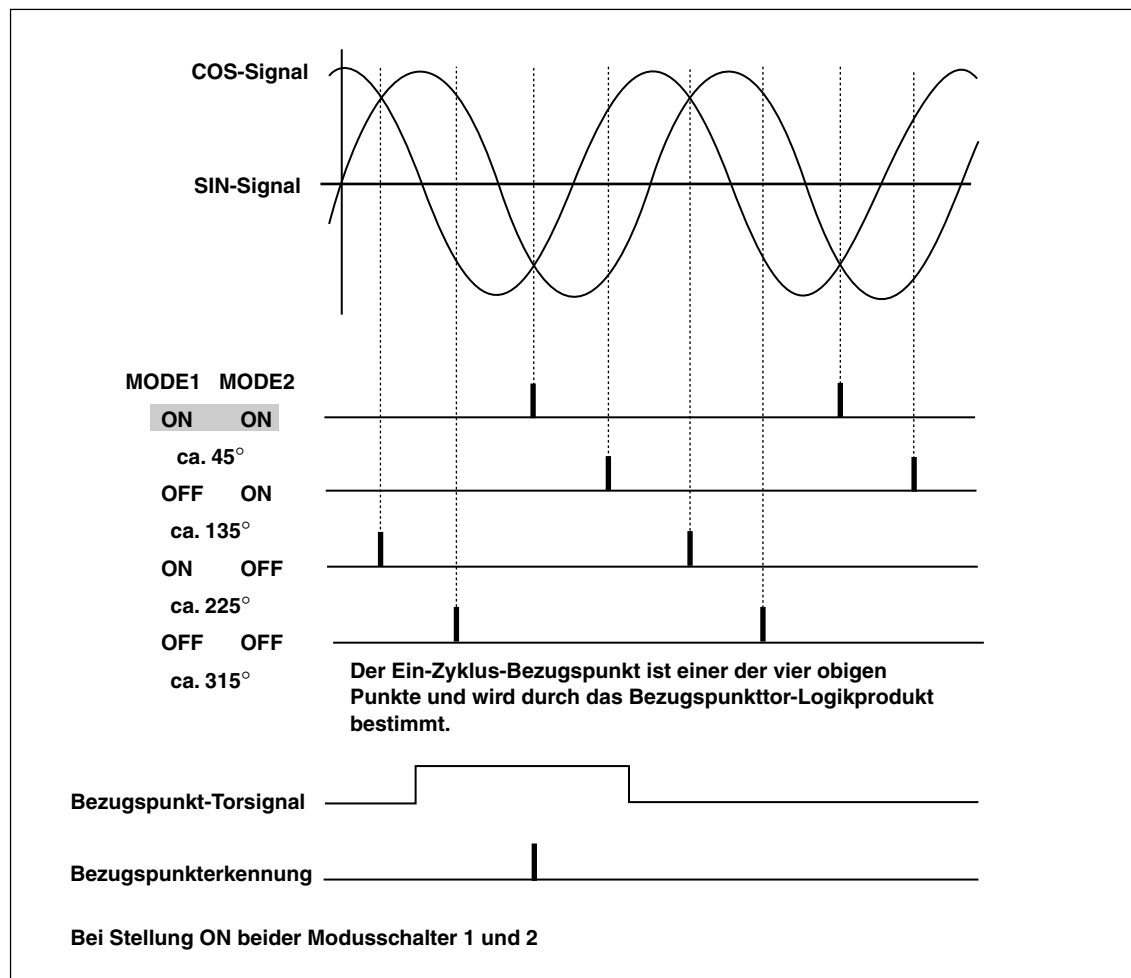 COS-Signal
SIN-Signal
MODE1 MODE2
ON ON
ca. 45°
OFF ON
ca. 135°
ON OFF
ca. 225°
OFF OFF
ca. 315°
Der Ein-Zyklus-Bezugspunkt ist einer der vier obigen
Punkte und wird durch das Bezugspunkttor-Logikprodukt
bestimmt.
Bezugspunkt-Torsignal
Bezugspunkterkennung
Bei Stellung ON beider Modusschalter 1 und 2